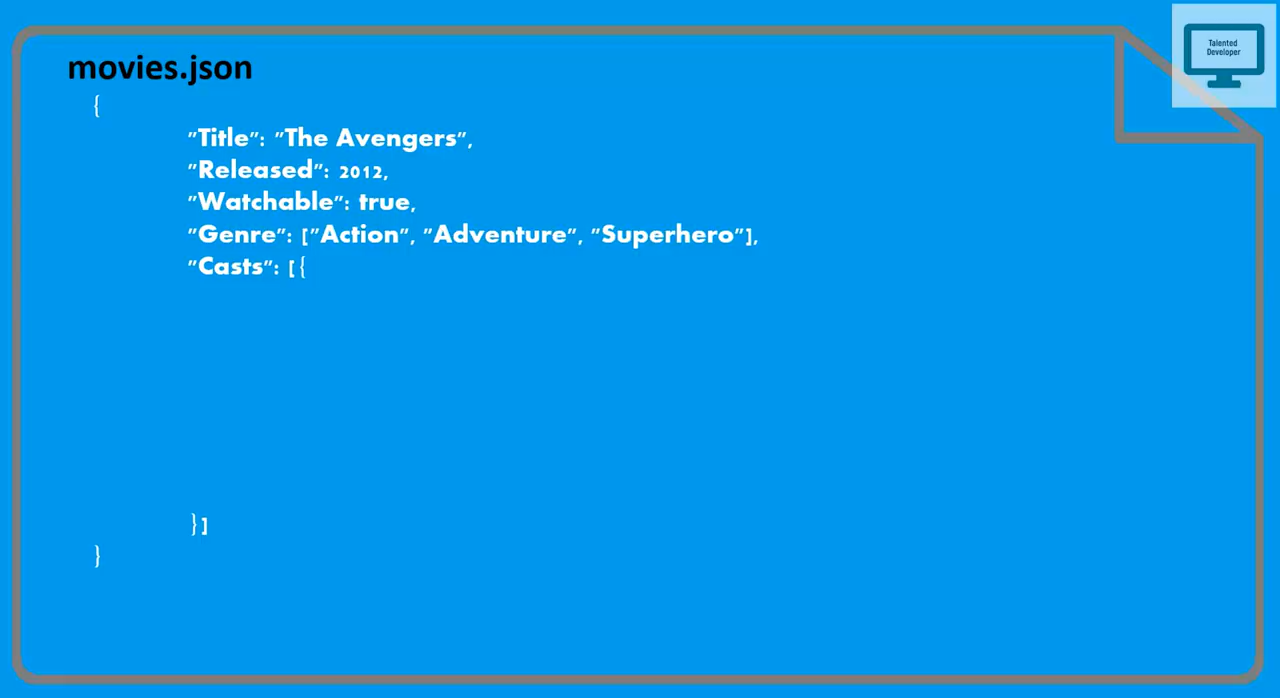 Talented
Developer
movies.json
{
"Title": "The Avengers",
"Released": 2012,
"Watchable": true,
"Genre": ["Action", "Adventure", "Superhero"],
"Casts": [{
}]
}